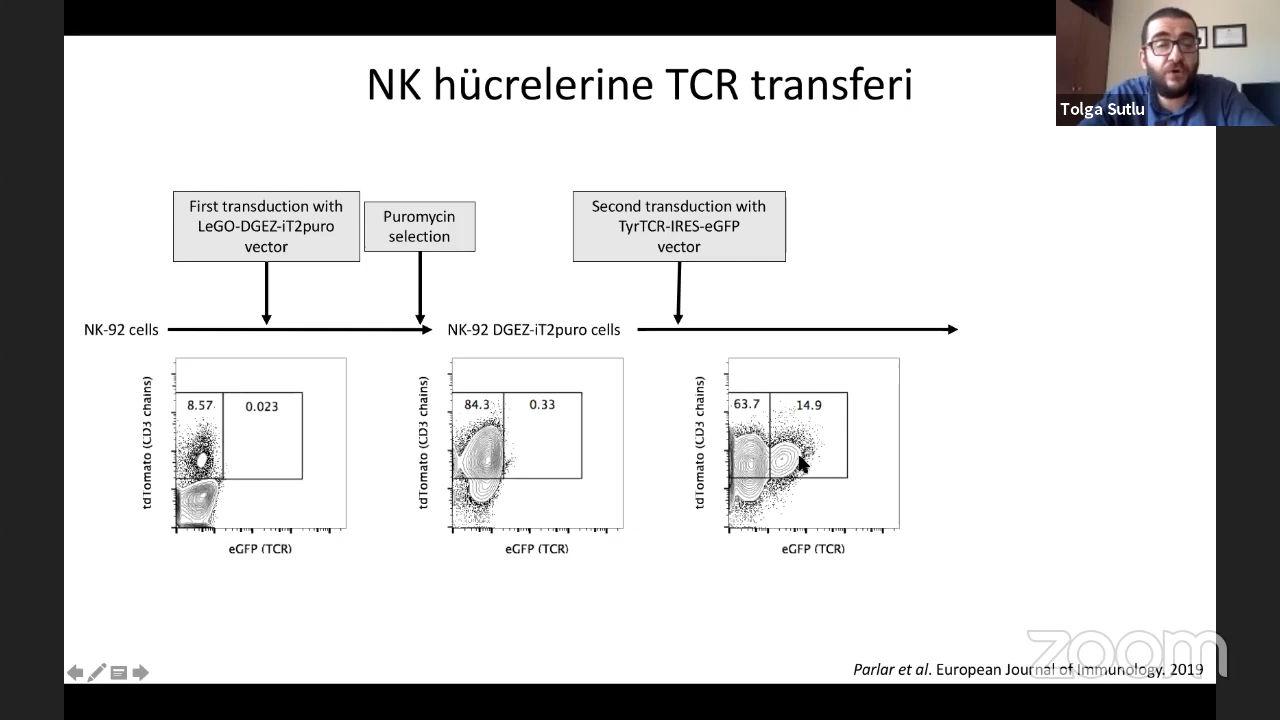 NK hücrelerine TCR transferi
Tolga Sutlu
First transduction with
LeGO-DGEZ-iT2puro
vector
Puromycin
selection
Second transduction with
TyrTCR-IRES-eGFP
vector
NK-92 cells
NK-92 DGEZ-iT2puro cells
tdTomato (CD3 chains)
8.57
0.023
eGFP (TCR)
tdTomato (CD3 chains)
84.3
0.33
eGFP (TCR)
tdTomato (CD3 chains)
63.7
14.9
eGFP (TCR)
zoom
Parlar et al. European Journal of Immunology. 2019